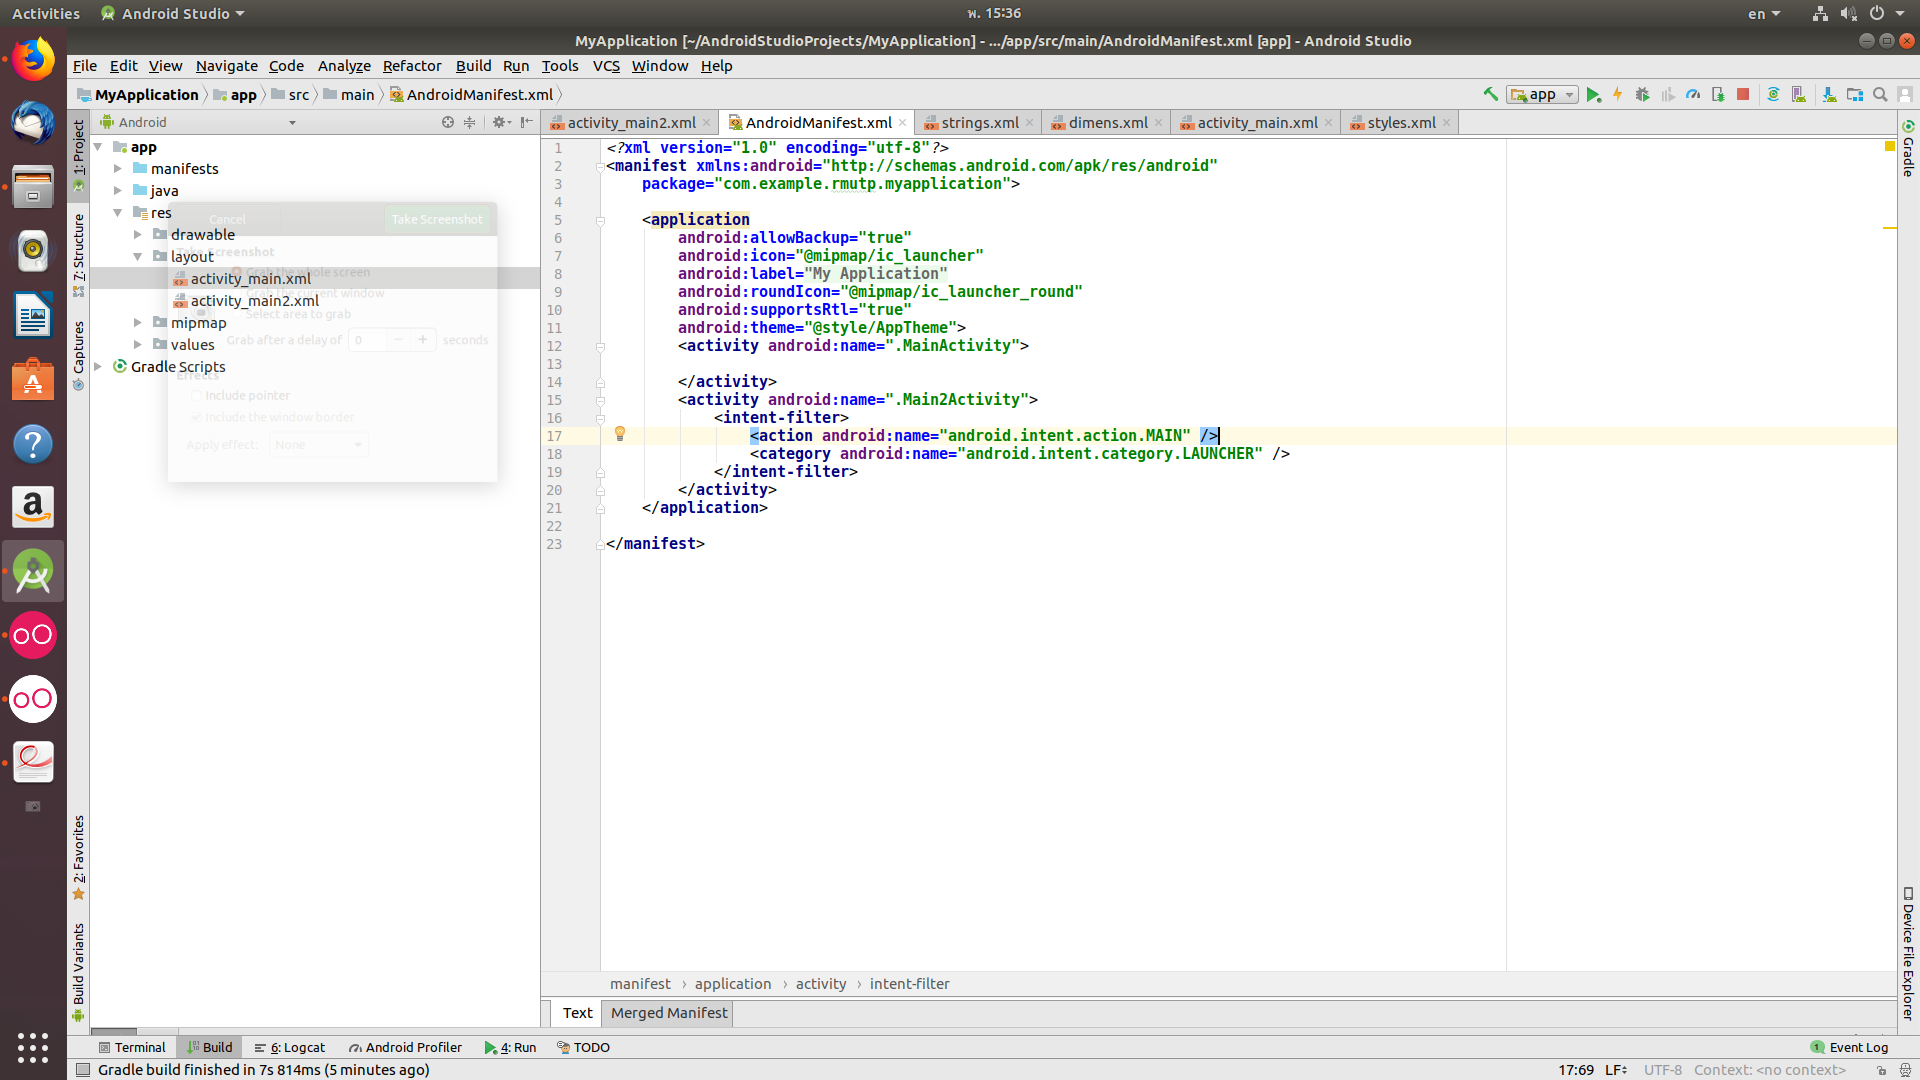 Activities
Android Studio
พ. 15:36
en
MyApplication [~/AndroidStudioProjects/MyApplication] - .../app/src/main/AndroidManifest.xml [app] - Android Studio
File Edit View Navigate Code Analyze Refactor Build Run Tools VCS Window Help
MyApplication app src main AndroidManifest.xml
app
Android
activity_main2.xml AndroidManifest.xml strings.xml dimens.xml activity_main.xml styles.xml
1: Project
7: Structure
Captures
2: Favorites
Build Variants
app
manifests
java
res
drawable
layout
activity_main.xml
activity_main2.xml
mipmap
values
Gradle Scripts
Cancel
Take Screenshot
Take Screenshot
Grab the whole screen
Grab the current window
Select area to grab
Grab after a delay of 0 - + seconds
Effects
Include pointer
Include the window border
Apply effect: None
1 <?xml version="1.0" encoding="utf-8"?>
2 <manifest xmlns:android="http://schemas.android.com/apk/res/android"
3 package="com.example.rmutp.myapplication">
4
5 <application
6 android:allowBackup="true"
7 android:icon="@mipmap/ic_launcher"
8 android:label="My Application"
9 android:roundIcon="@mipmap/ic_launcher_round"
10 android:supportsRtl="true"
11 android:theme="@style/AppTheme">
12 <activity android:name=".MainActivity">
13
14 </activity>
15 <activity android:name=".Main2Activity">
16 <intent-filter>
17 <action android:name="android.intent.action.MAIN" />
18 <category android:name="android.intent.category.LAUNCHER" />
19 </intent-filter>
20 </activity>
21 </application>
22
23 </manifest>
Gradle
Device File Explorer
manifest › application › activity › intent-filter
Text Merged Manifest
Terminal Build 6: Logcat Android Profiler 4: Run TODO
1 Event Log
Gradle build finished in 7s 814ms (5 minutes ago)
17:69 LF UTF-8 Context: <no context>